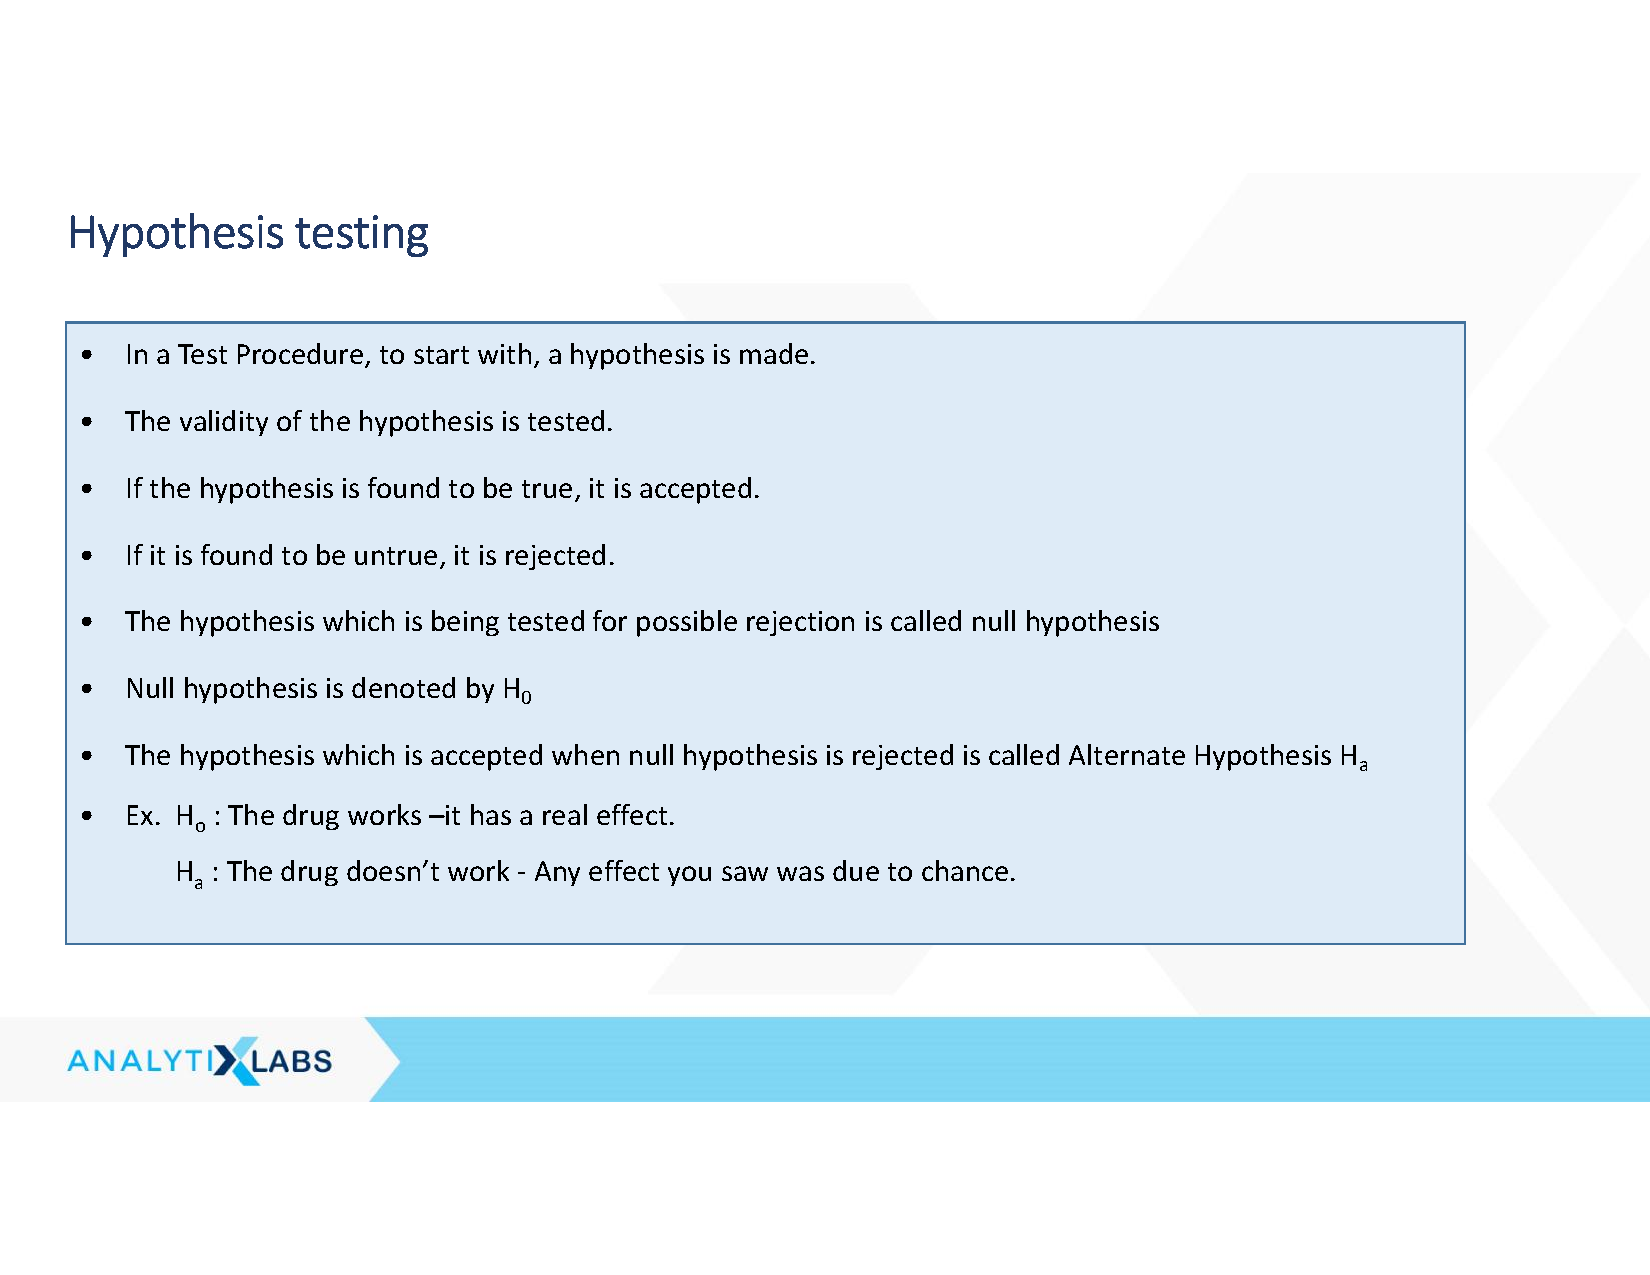 Hypothesis testing
• In a Test Procedure, to start with, a hypothesis is made.
• The validity of the hypothesis is tested.
• If the hypothesis is found to be true, it is accepted.
• If it is found to be untrue, it is rejected.
• The hypothesis which is being tested for possible rejection is called null hypothesis
• Null hypothesis is denoted by H₀
• The hypothesis which is accepted when null hypothesis is rejected is called Alternate Hypothesis Hₐ
• Ex. Hₒ : The drug works –it has a real effect.
Hₐ : The drug doesn’t work - Any effect you saw was due to chance.
ANALYTIXLABS